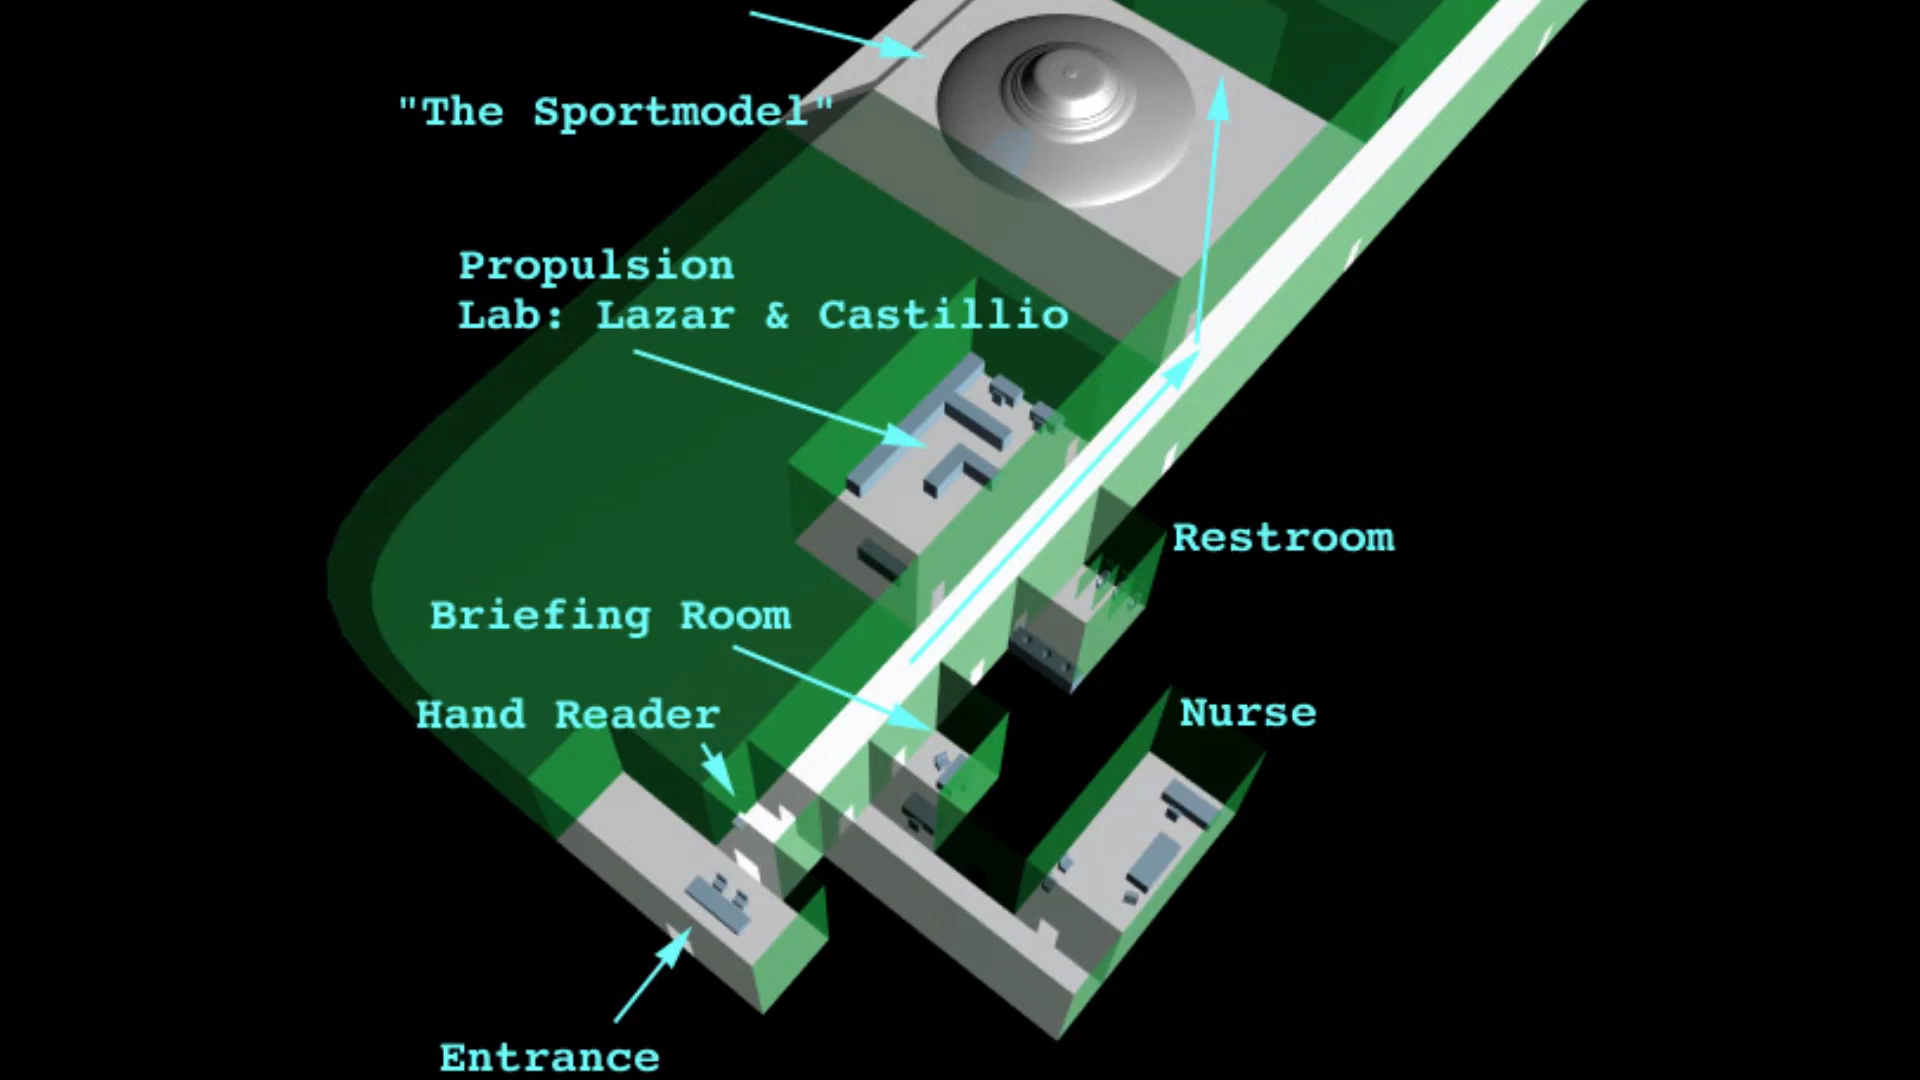 "The Sportmodel"
Propulsion
Lab: Lazar & Castillio
Restroom
Briefing Room
Hand Reader
Nurse
Entrance